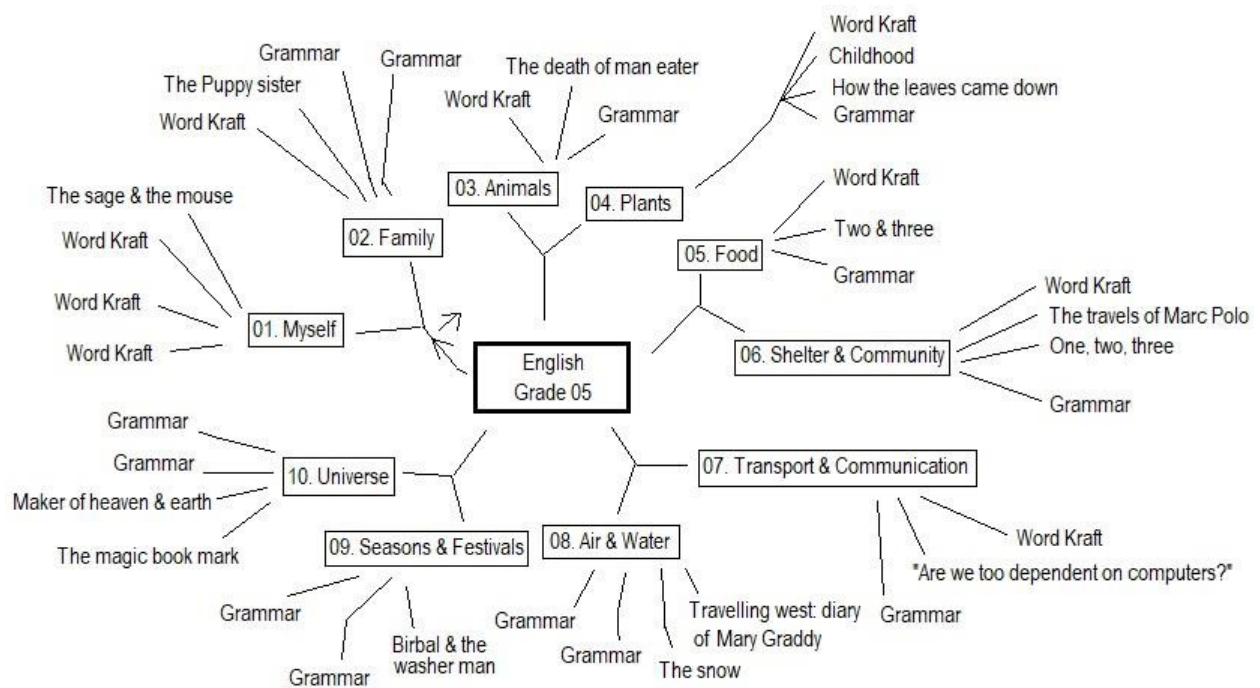 English
Grade 05
01. Myself
The sage & the mouse
Word Kraft
Word Kraft
Word Kraft
02. Family
Word Kraft
The Puppy sister
Grammar
Grammar
03. Animals
Word Kraft
The death of man eater
Grammar
04. Plants
Word Kraft
Childhood
How the leaves came down
Grammar
05. Food
Word Kraft
Two & three
Grammar
06. Shelter & Community
Word Kraft
The travels of Marc Polo
One, two, three
Grammar
07. Transport & Communication
Word Kraft
"Are we too dependent on computers?"
Grammar
08. Air & Water
Travelling west: diary
of Mary Graddy
The snow
Grammar
Grammar
09. Seasons & Festivals
Birbal & the
washer man
Grammar
Grammar
10. Universe
Grammar
Grammar
Maker of heaven & earth
The magic book mark